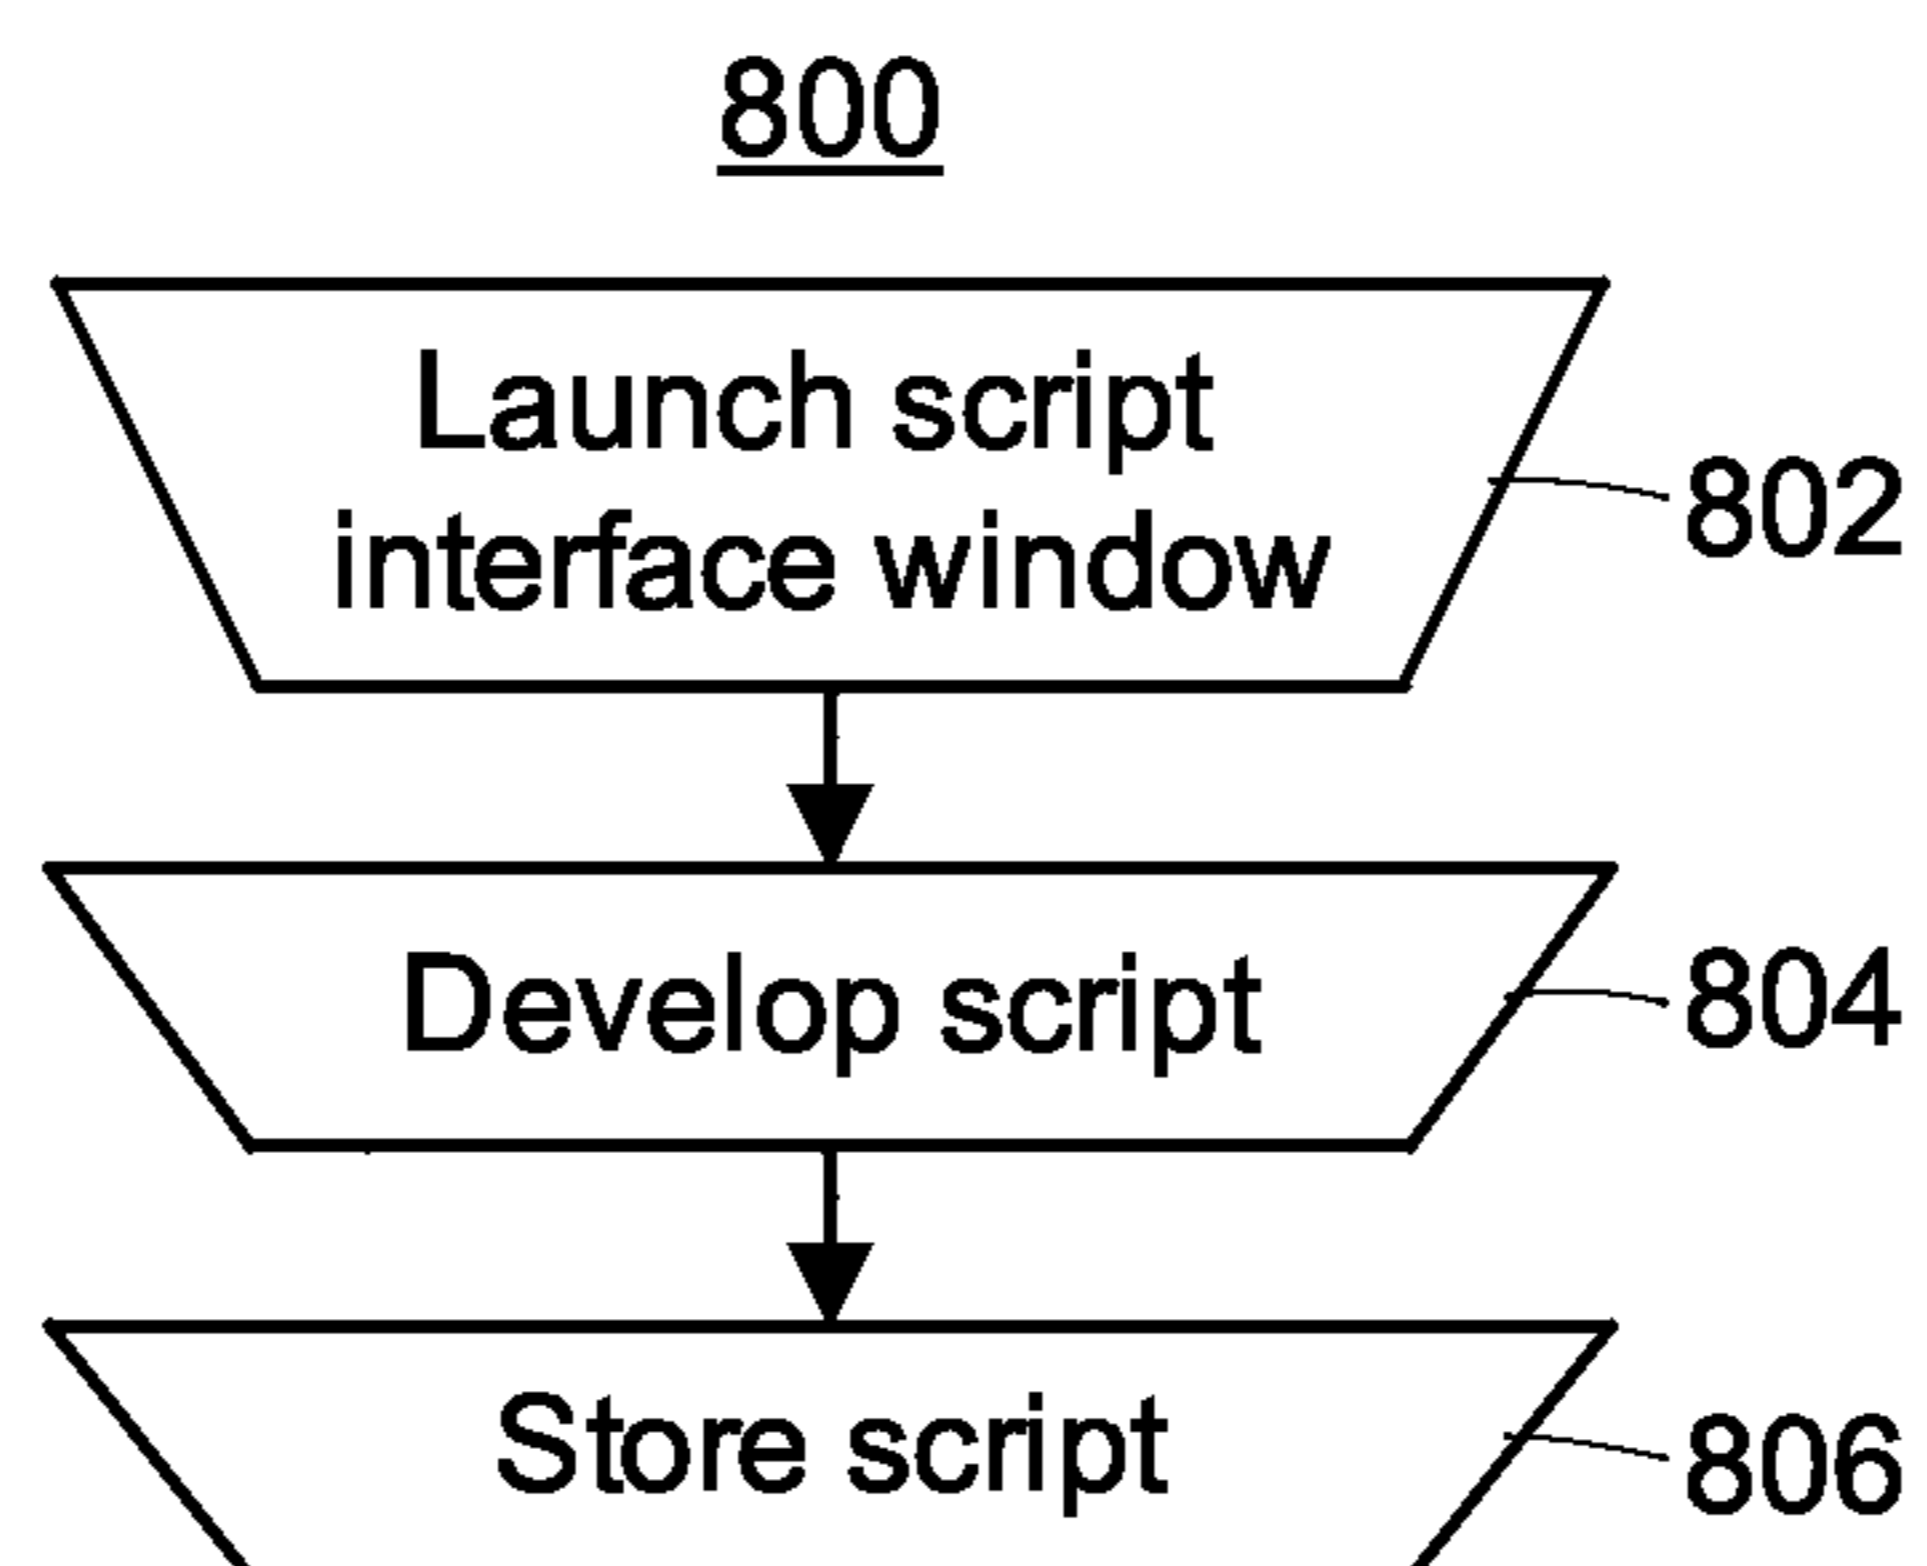 800
Launch script
interface window
802
Develop script
804
Store script
806